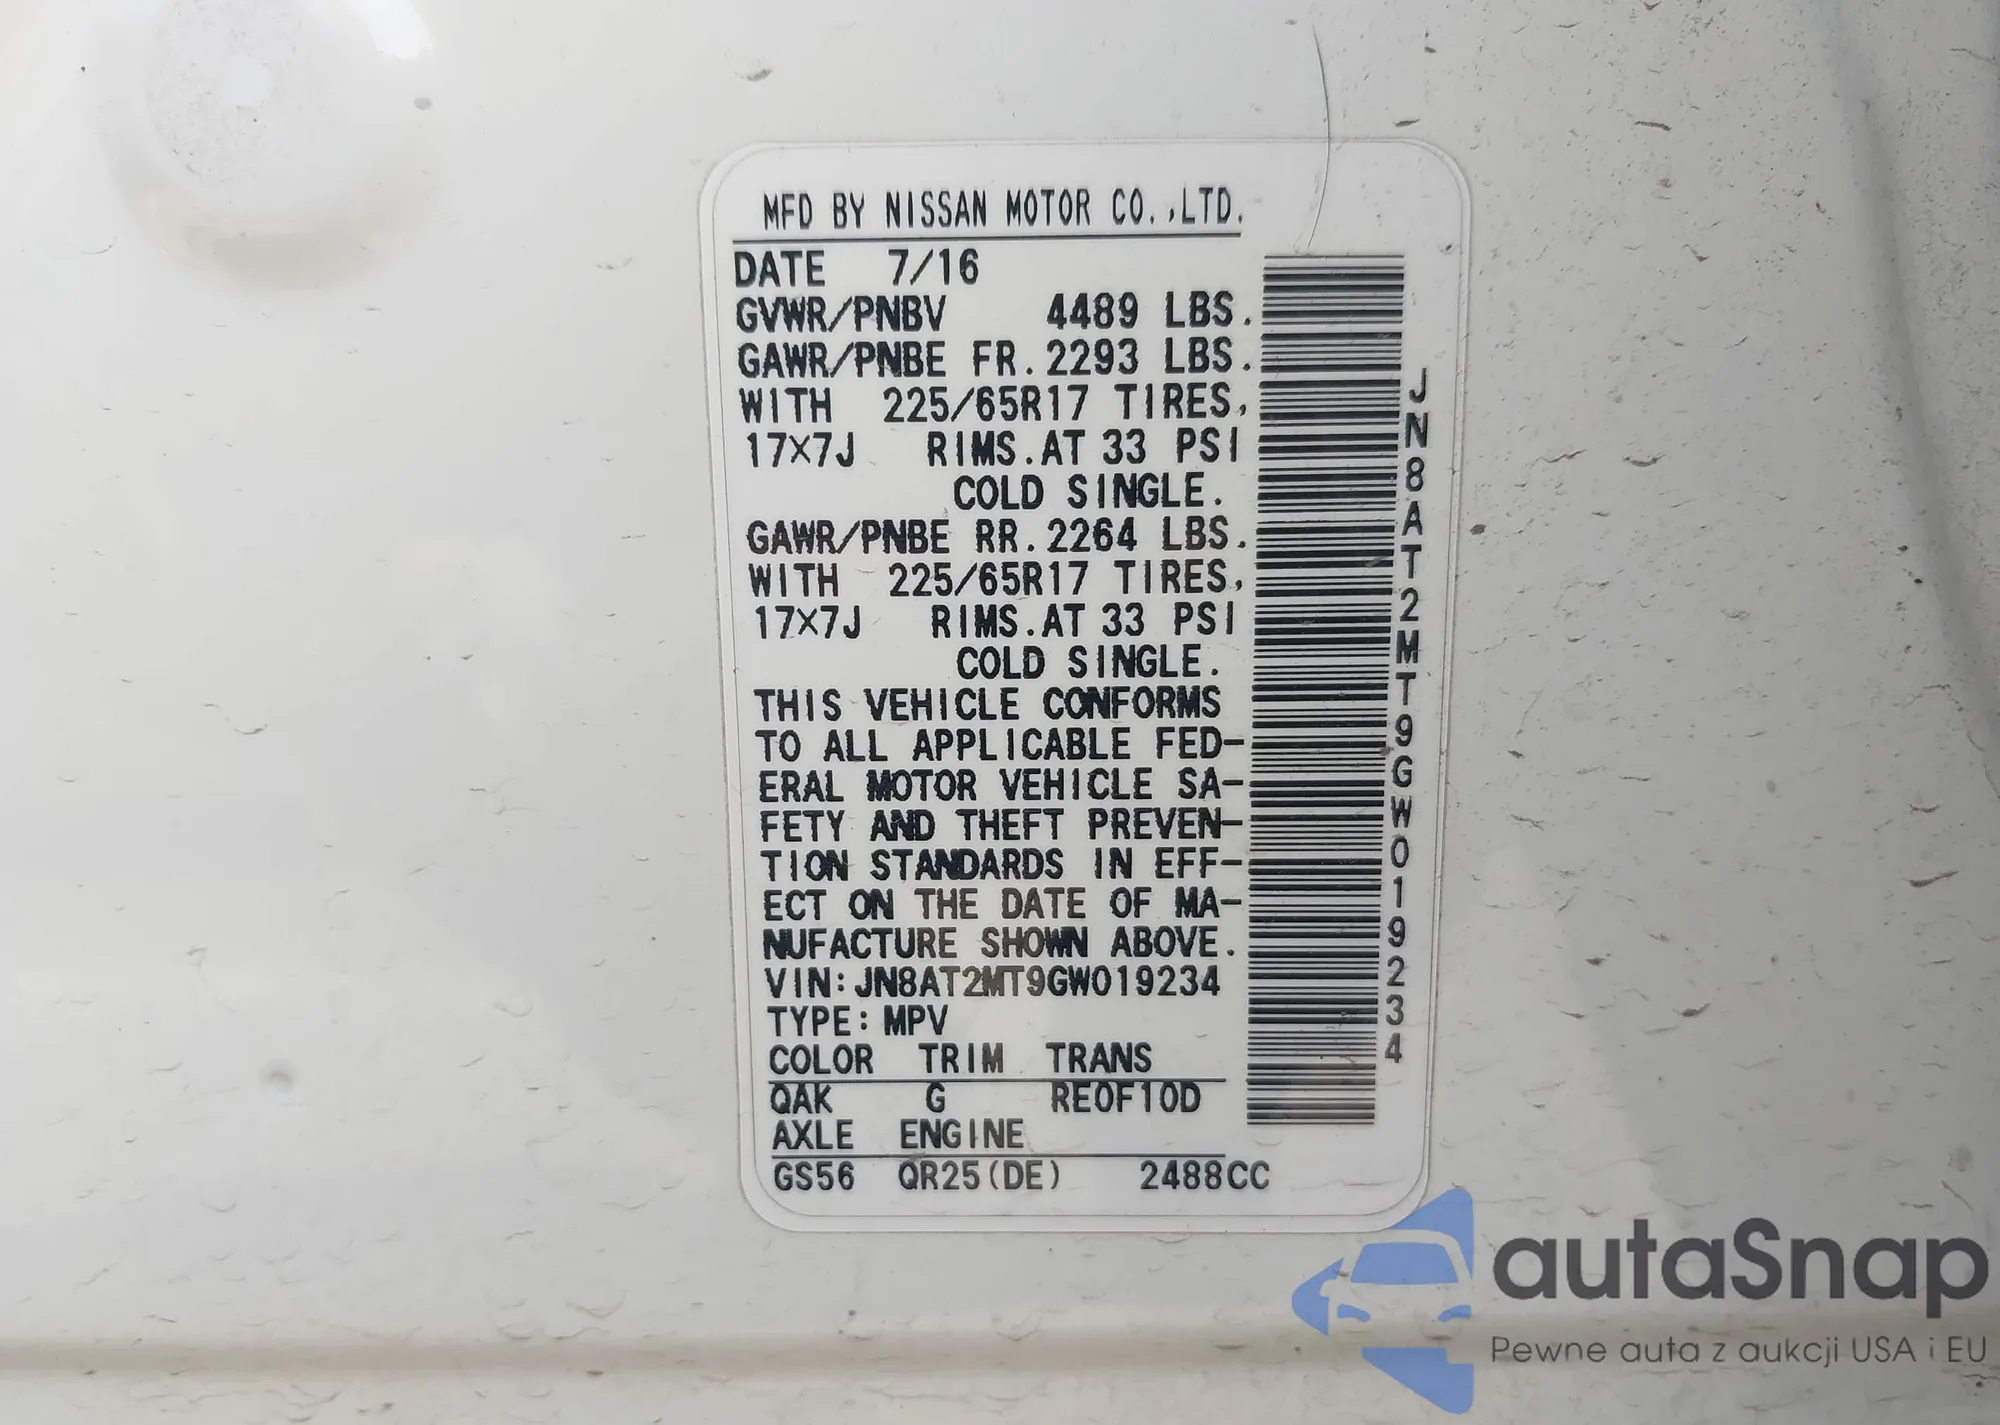 MFD BY NISSAN MOTOR CO.,LTD.
DATE 7/16
GVWR/PNBV 4489 LBS.
GAWR/PNBE FR.2293 LBS.
WITH 225/65R17 TIRES,
17X7J RIMS.AT 33 PSI
COLD SINGLE.
GAWR/PNBE RR.2264 LBS.
WITH 225/65R17 TIRES,
17X7J RIMS.AT 33 PSI
COLD SINGLE.
THIS VEHICLE CONFORMS
TO ALL APPLICABLE FED-
ERAL MOTOR VEHICLE SA-
FETY AND THEFT PREVEN-
TION STANDARDS IN EFF-
ECT ON THE DATE OF MA-
NUFACTURE SHOWN ABOVE.
VIN:JN8AT2MT9GW019234
TYPE:MPV
COLOR TRIM TRANS
QAK G RE0F10D
AXLE ENGINE
GS56 QR25(DE) 2488CC
JN8AT2MT9GW019234
autaSnap
Pewne auta z aukcji USA i EU